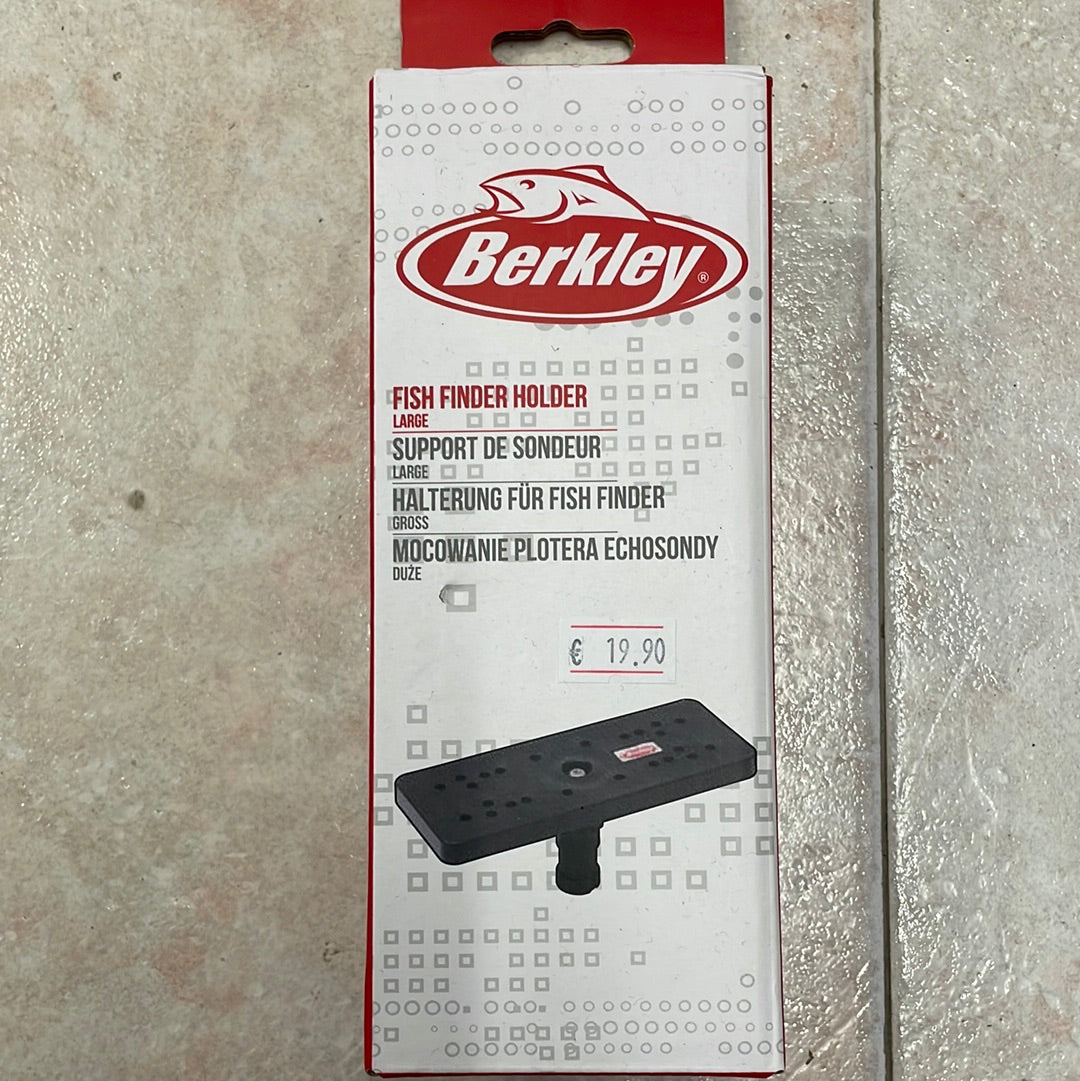 Berkley®
FISH FINDER HOLDER
LARGE
SUPPORT DE SONDEUR
LARGE
HALTERUNG FÜR FISH FINDER
GROSS
MOCOWANIE PLOTERA ECHOSONDY
DUŻE
€ 19.90
Berkley